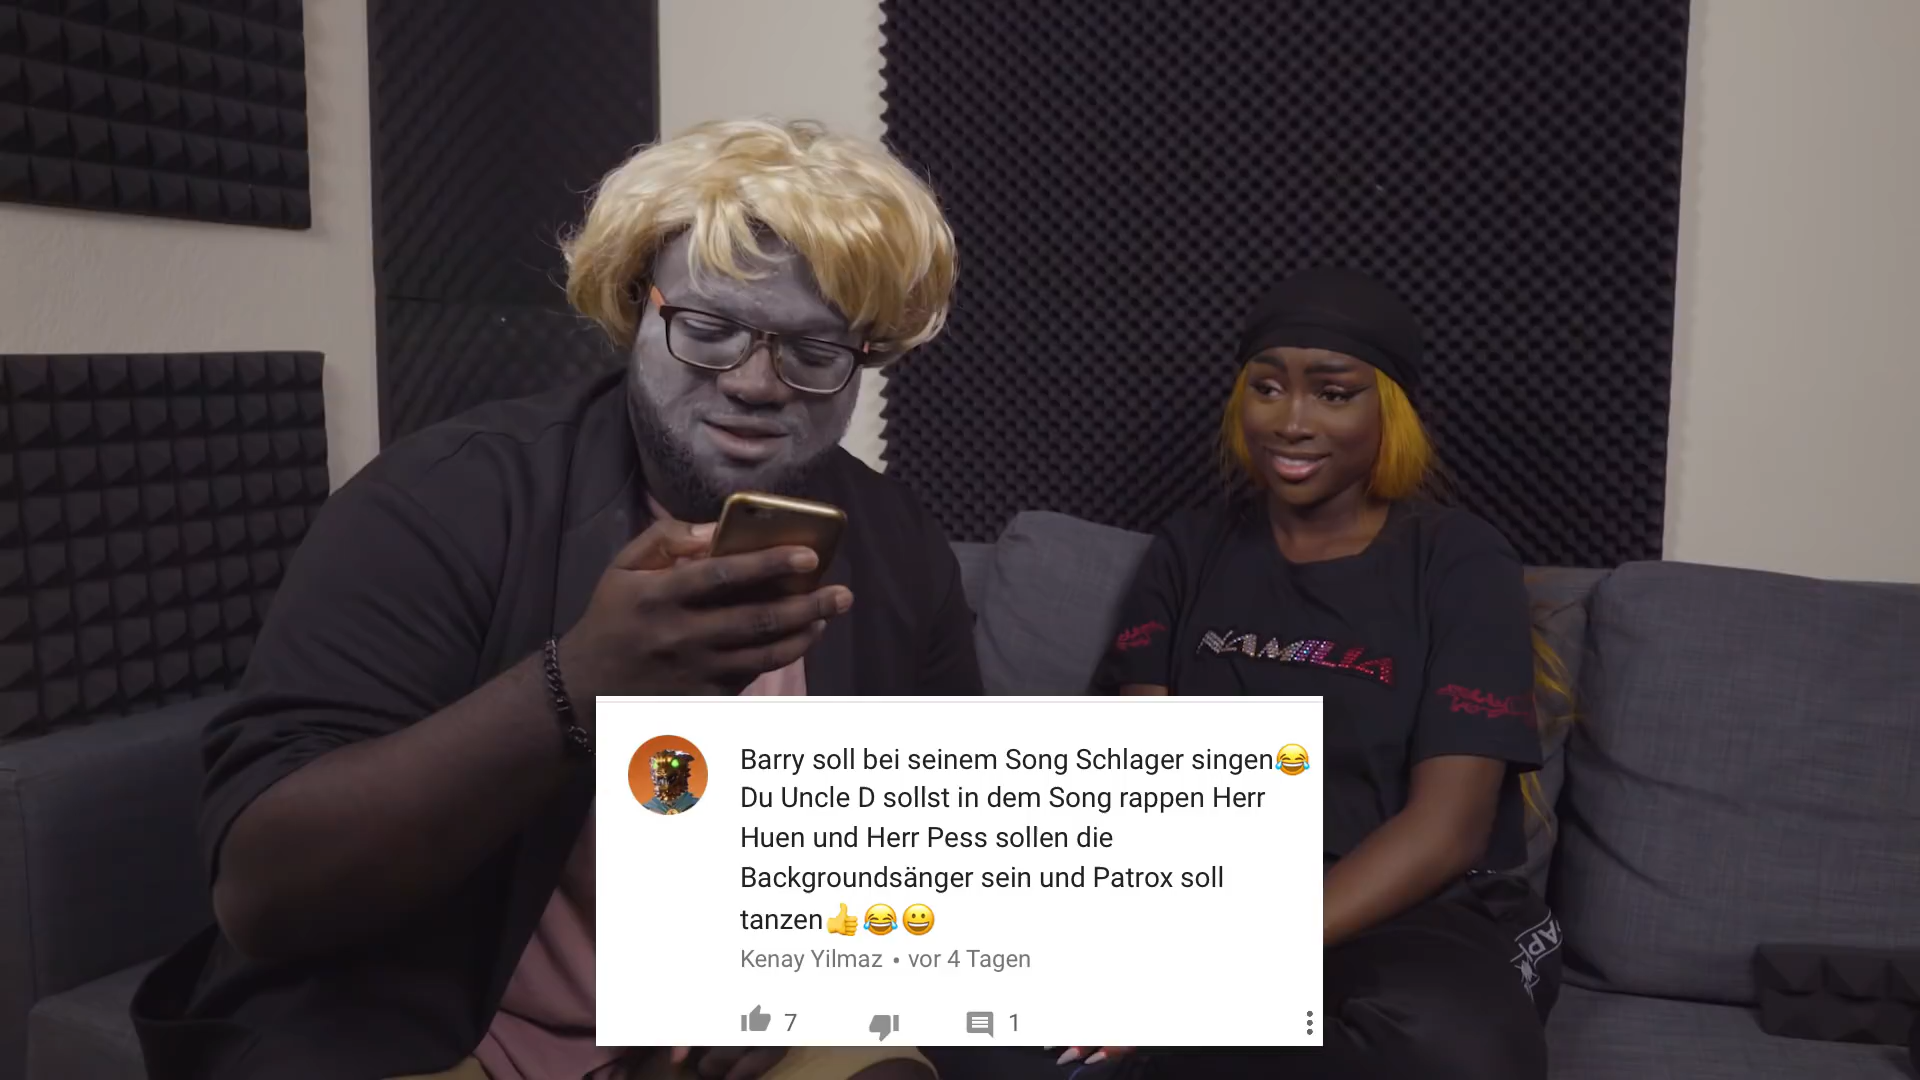 NAMILIA
Barry soll bei seinem Song Schlager singen😂
Du Uncle D sollst in dem Song rappen Herr
Huen und Herr Pess sollen die
Backgroundsänger sein und Patrox soll
tanzen👍😂😀
Kenay Yilmaz • vor 4 Tagen
7
1